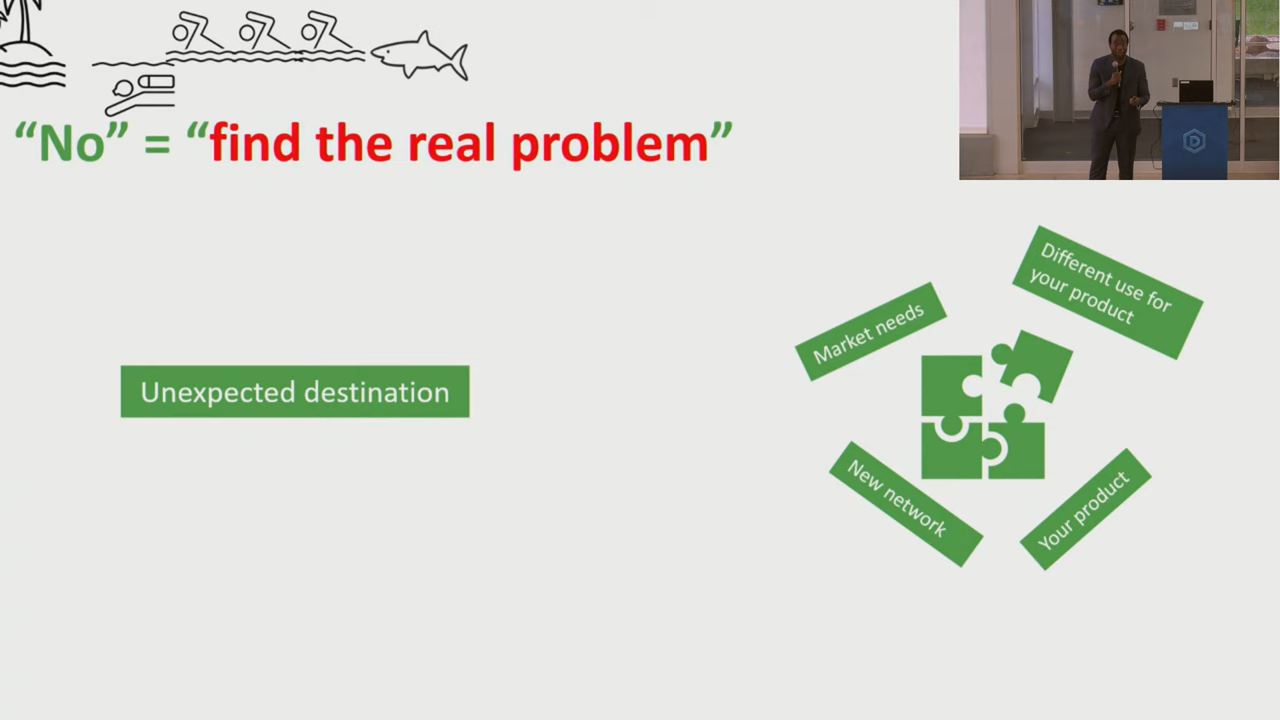 “No” = “find the real problem”
Different use for
your product
Market needs
Unexpected destination
New network
Your product